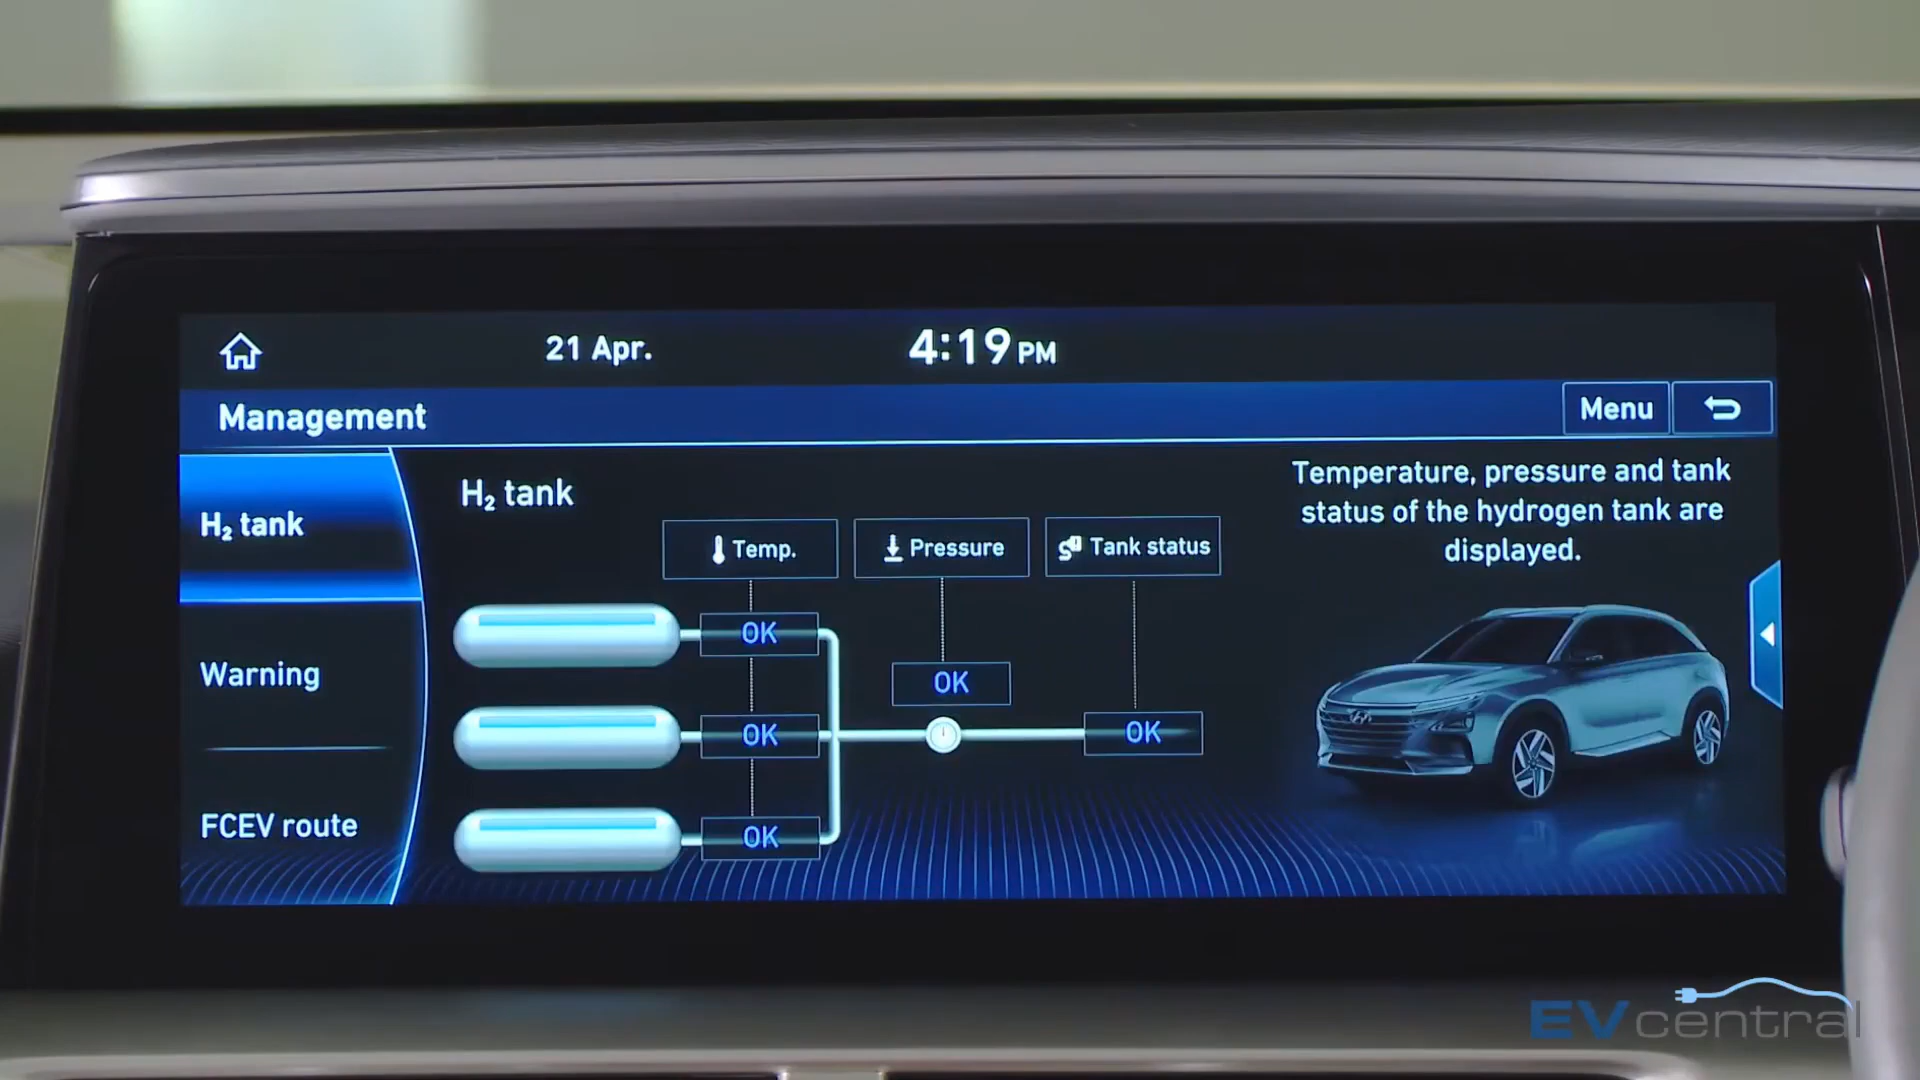 21 Apr.
4:19 PM
Management
Menu
H₂ tank
Warning
FCEV route
H₂ tank
Temp.
Pressure
Tank status
OK
OK
OK
OK
OK
Temperature, pressure and tank
status of the hydrogen tank are
displayed.
EVcentral